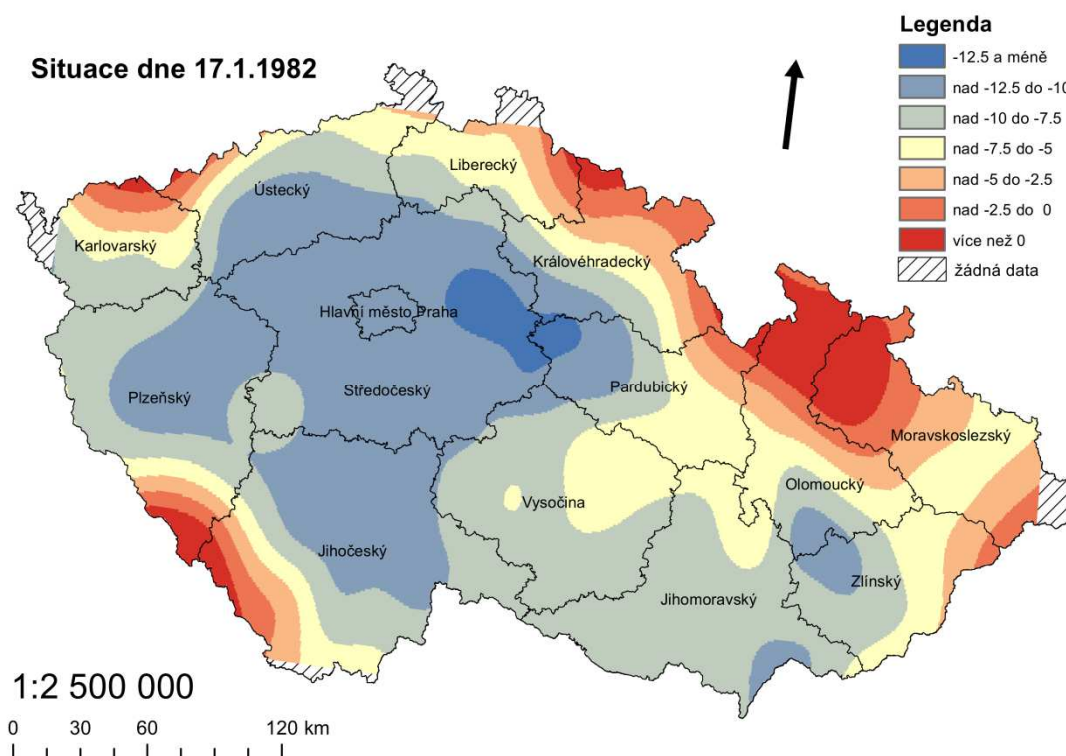 Situace dne 17.1.1982
Legenda
-12.5 a méně
nad -12.5 do -10
nad -10 do -7.5
nad -7.5 do -5
nad -5 do -2.5
nad -2.5 do 0
více než 0
žádná data
Liberecký
Ústecký
Karlovarský
Královéhradecký
Hlavní město Praha
Středočeský
Pardubický
Plzeňský
Moravskoslezský
Olomoucký
Vysočina
Jihočeský
Zlínský
Jihomoravský
1:2 500 000
0 30 60 120 km